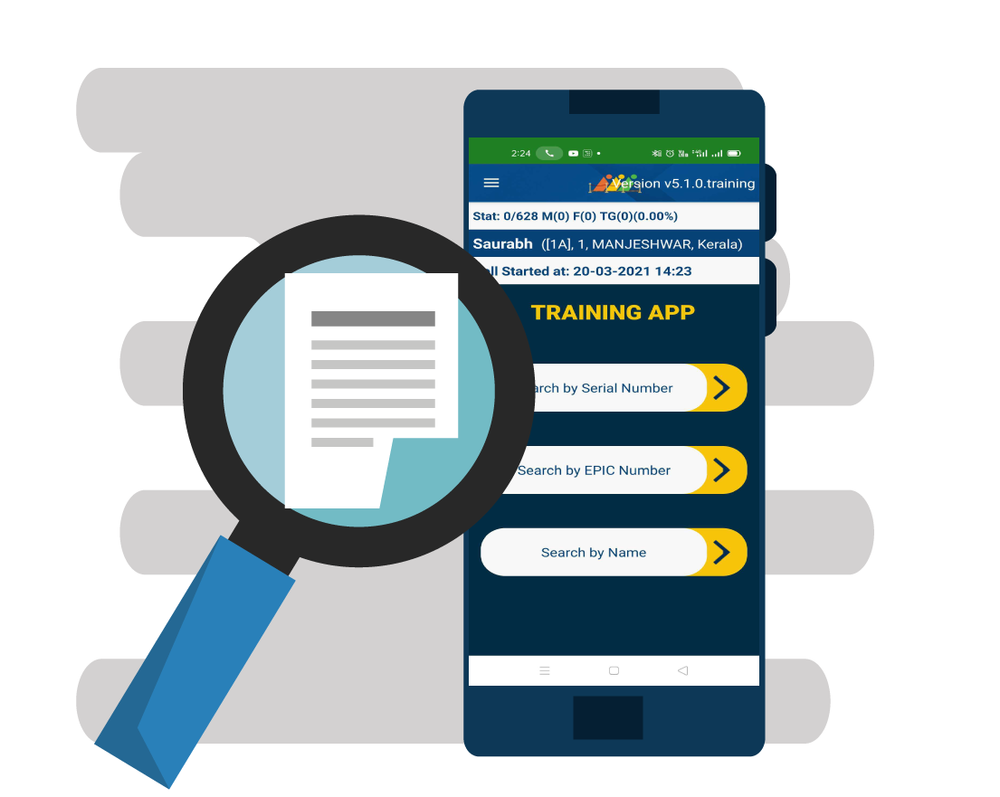 2:24
Version v5.1.0.training
Stat: 0/628 M(0) F(0) TG(0)(0.00%)
Saurabh ([1A], 1, MANJESHWAR, Kerala)
ll Started at: 20-03-2021 14:23
TRAINING APP
arch by Serial Number
Search by EPIC Number
Search by Name